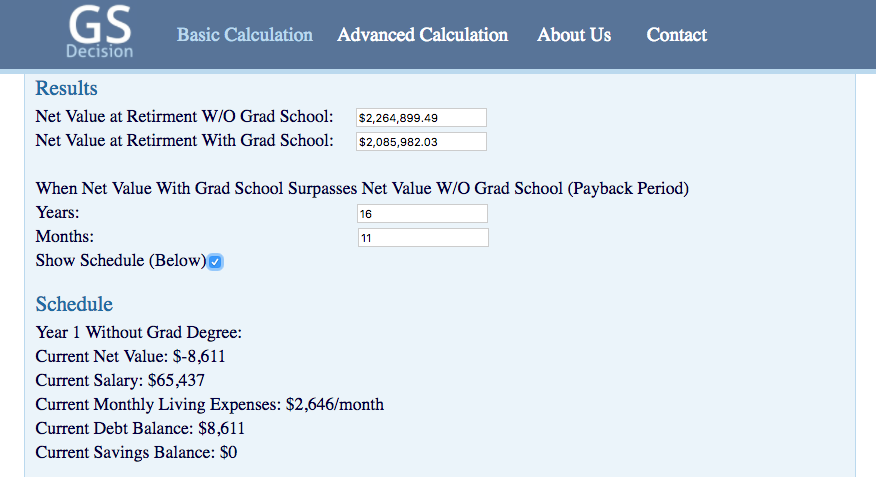 GS
Decision
Basic Calculation Advanced Calculation About Us Contact
Results
Net Value at Retirment W/O Grad School: $2,264,899.49
Net Value at Retirment With Grad School: $2,085,982.03
When Net Value With Grad School Surpasses Net Value W/O Grad School (Payback Period)
Years: 16
Months: 11
Show Schedule (Below)
Schedule
Year 1 Without Grad Degree:
Current Net Value: $-8,611
Current Salary: $65,437
Current Monthly Living Expenses: $2,646/month
Current Debt Balance: $8,611
Current Savings Balance: $0